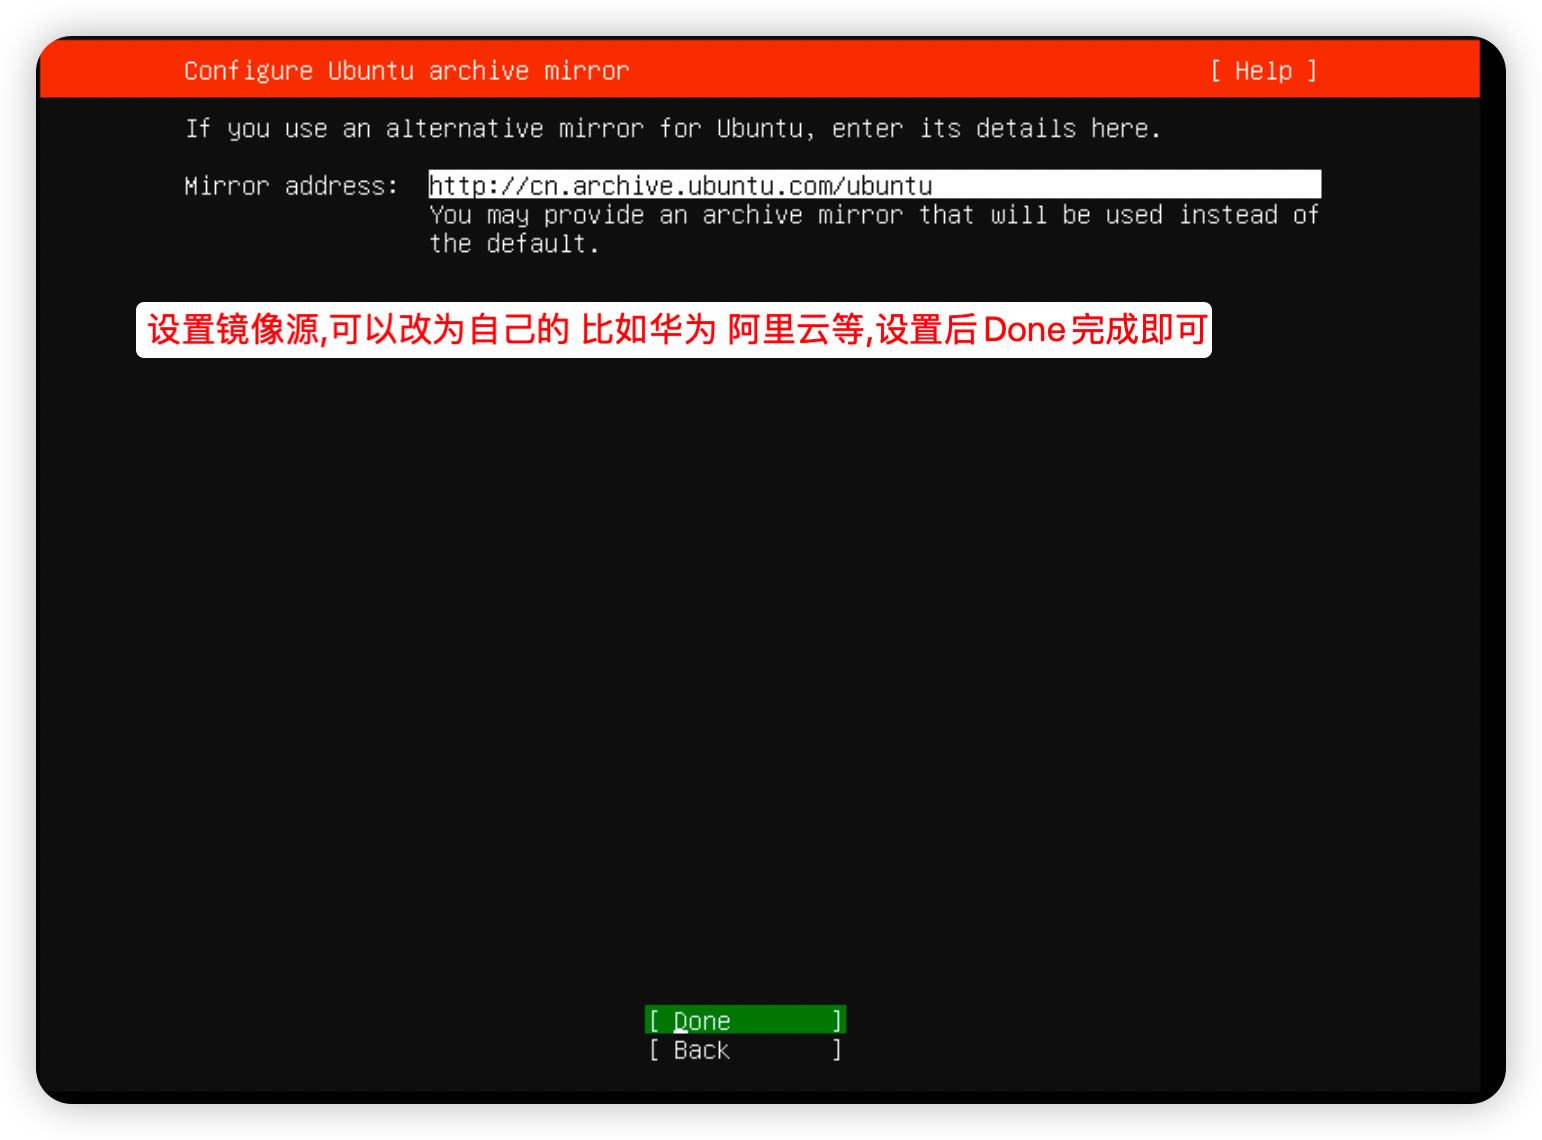 Configure Ubuntu archive mirror [ Help ]
If you use an alternative mirror for Ubuntu, enter its details here.
Mirror address: http://cn.archive.ubuntu.com/ubuntu
You may provide an archive mirror that will be used instead of
the default.
设置镜像源,可以改为自己的 比如华为 阿里云等,设置后Done完成即可
[ Done ]
[ Back ]